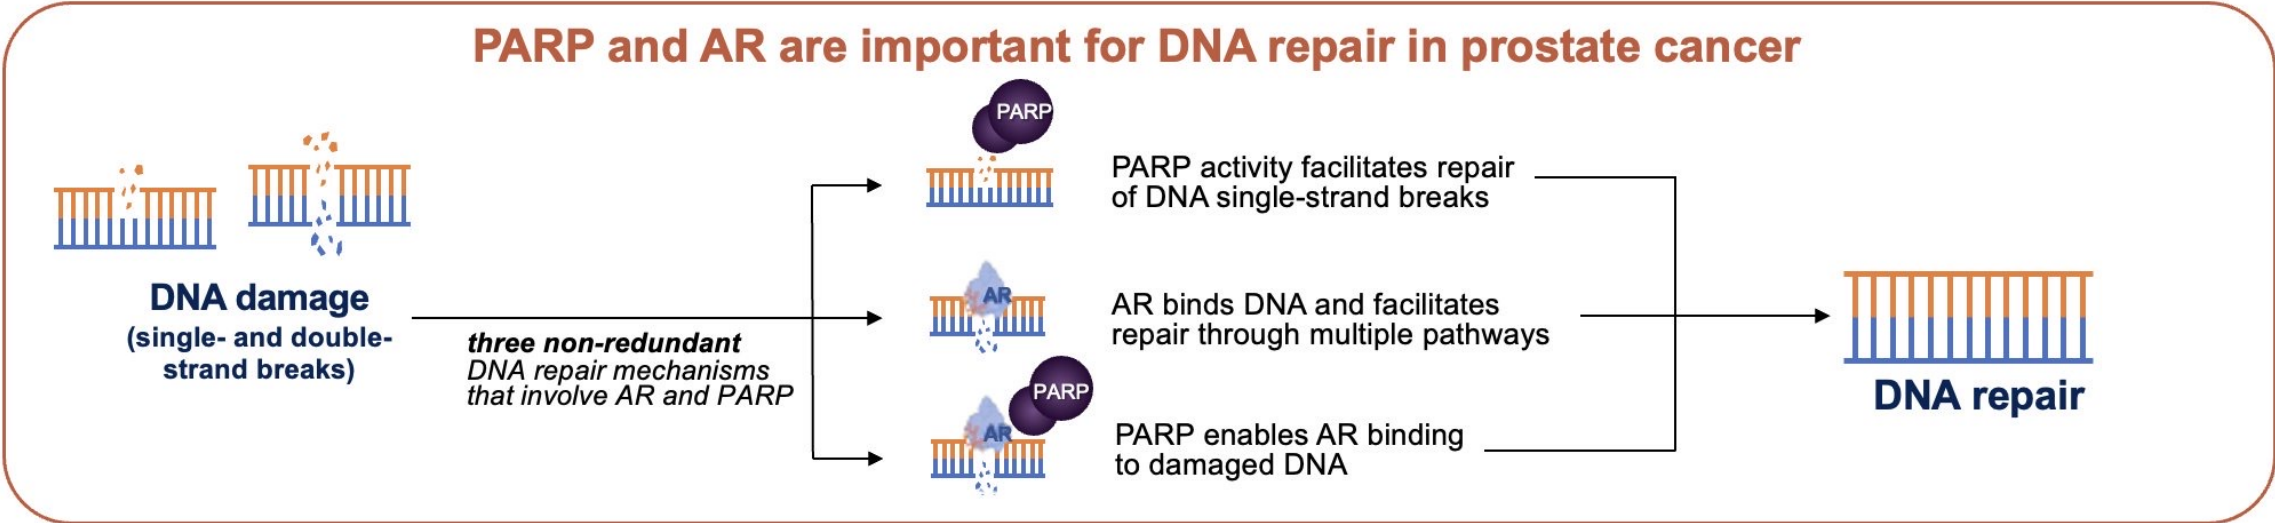 PARP and AR are important for DNA repair in prostate cancer
DNA damage
(single- and double-
strand breaks)
three non-redundant
DNA repair mechanisms
that involve AR and PARP
PARP
PARP activity facilitates repair
of DNA single-strand breaks
AR
AR binds DNA and facilitates
repair through multiple pathways
PARP
AR
PARP enables AR binding
to damaged DNA
DNA repair